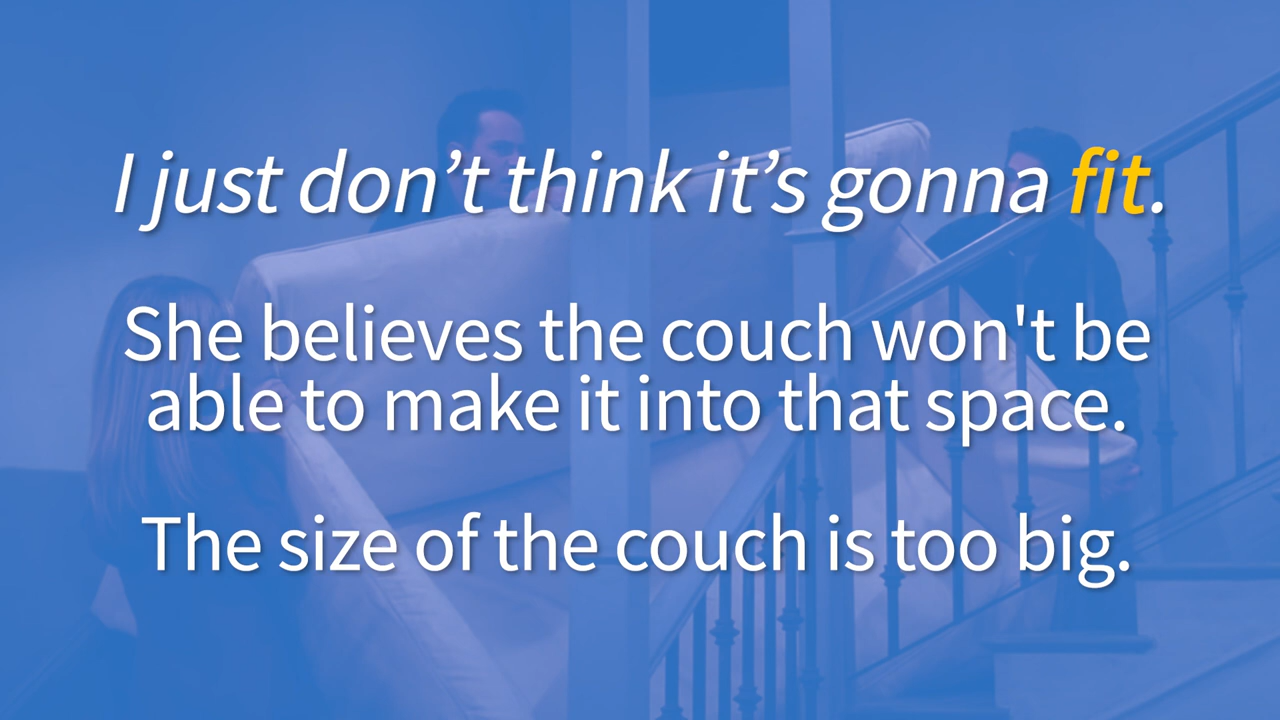 I just don’t think it’s gonna fit.
She believes the couch won't be
able to make it into that space.
The size of the couch is too big.